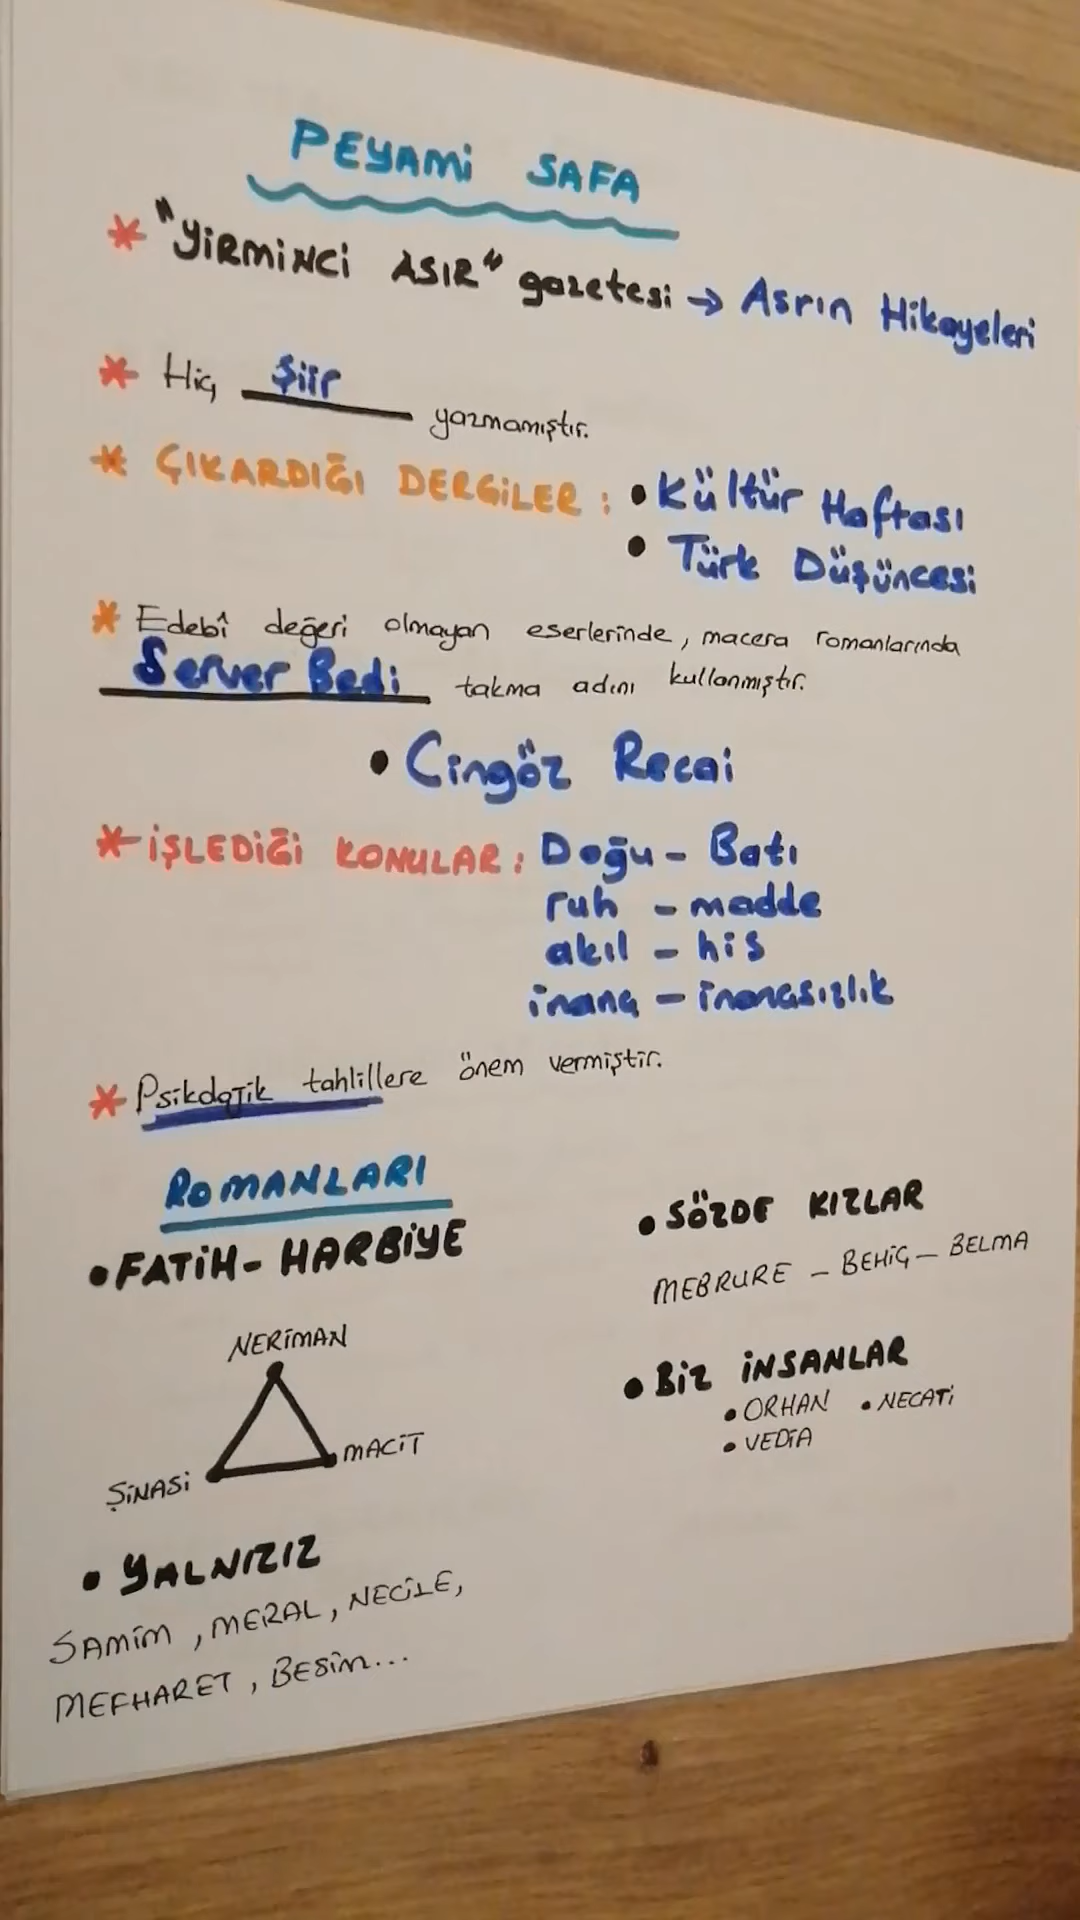 PEYAMİ SAFA
* "YİRMİNCİ ASIR" gazetesi → Asrın Hikayeleri
* Hiç şiir yazmamıştır.
* ÇIKARDIĞI DERGİLER : • Kültür Haftası
• Türk Düşüncesi
* Edebî değeri olmayan eserlerinde, macera romanlarında
Server Bedi takma adını kullanmıştır.
• Cingöz Recai
* İŞLEDİĞİ KONULAR : Doğu - Batı
ruh - madde
akıl - his
inanç - inançsızlık
* Psikolojik tahlillere önem vermiştir.
ROMANLARI
• FATİH - HARBİYE
NERİMAN
MACİT
ŞİNASİ
• YALNIZIZ
SAMİM, MERAL, NECİLE,
MEFHARET, BESİM...
• SÖZDE KIZLAR
MEBRURE - BEHİÇ - BELMA
• BİZ İNSANLAR
• ORHAN • NECATİ
• VEDİA